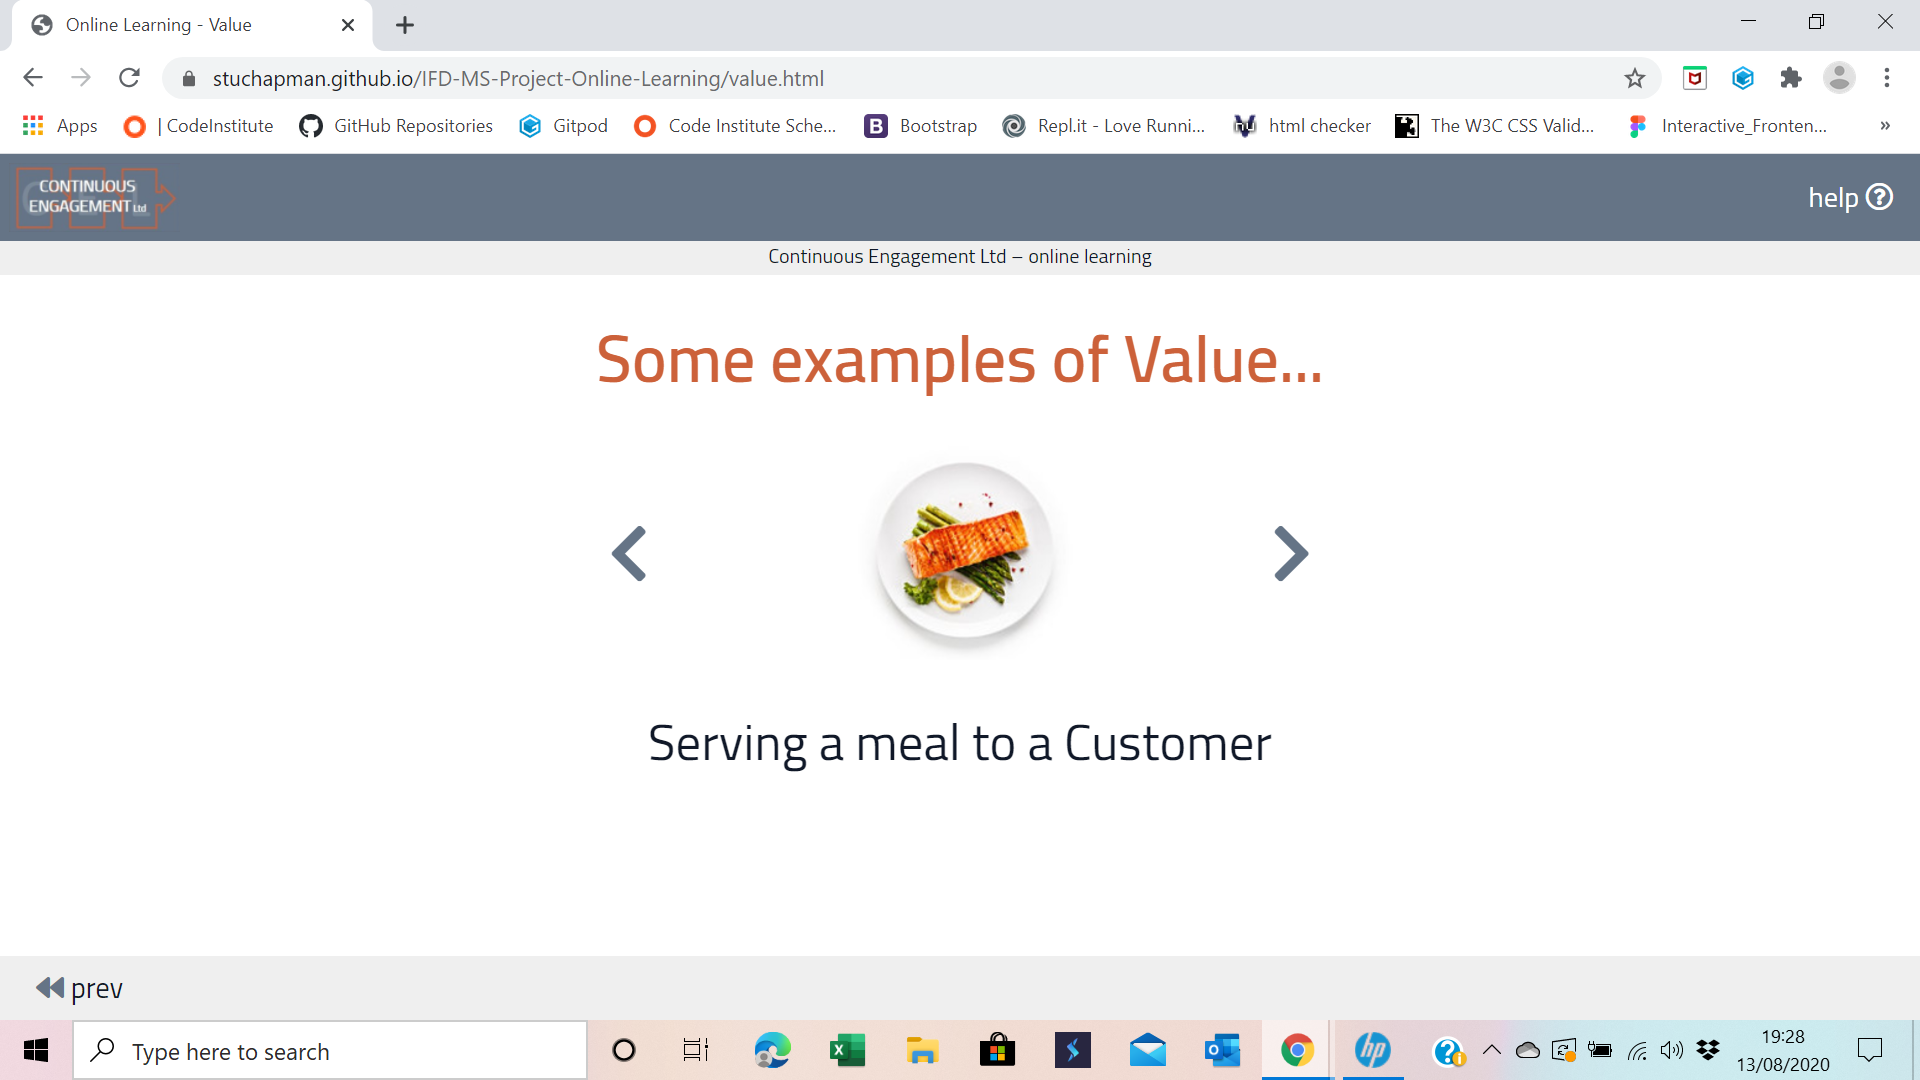 Online Learning - Value
stuchapman.github.io/IFD-MS-Project-Online-Learning/value.html
Apps
| CodeInstitute
GitHub Repositories
Gitpod
Code Institute Sche...
B Bootstrap
Repl.it - Love Runni...
html checker
The W3C CSS Valid...
Interactive_Fronten...
»
CONTINUOUS
ENGAGEMENT Ltd
help ?
Continuous Engagement Ltd – online learning
Some examples of Value...
Serving a meal to a Customer
prev
Type here to search
hp
19:28
13/08/2020